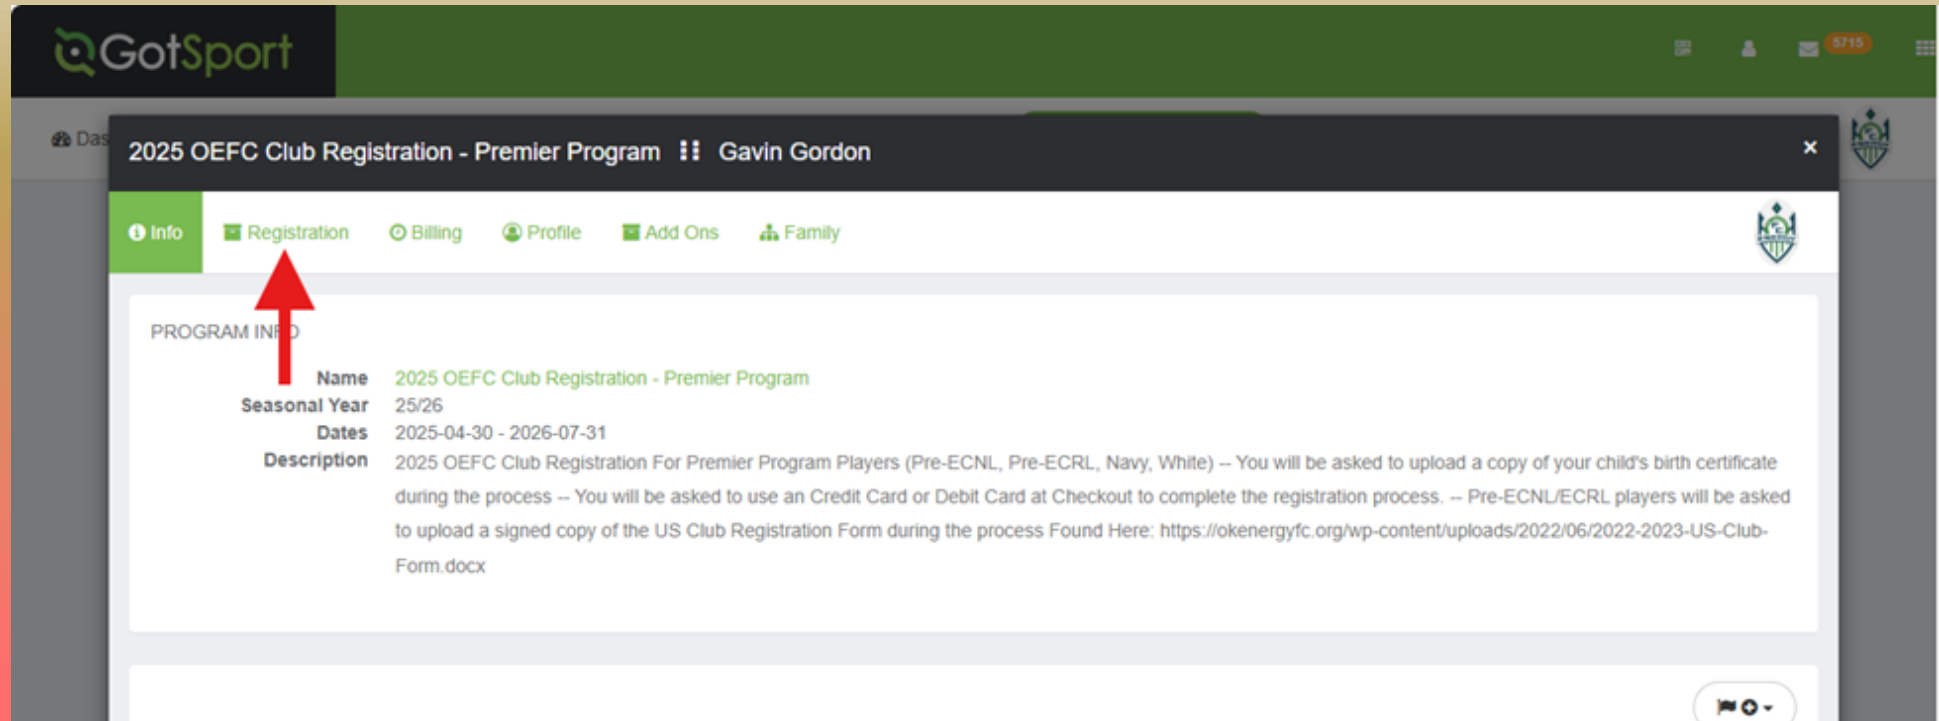 GotSport
5715
Das
2025 OEFC Club Registration - Premier Program Gavin Gordon
×
Info Registration Billing Profile Add Ons Family
PROGRAM INFO
Name 2025 OEFC Club Registration - Premier Program
Seasonal Year 25/26
Dates 2025-04-30 - 2026-07-31
Description 2025 OEFC Club Registration For Premier Program Players (Pre-ECNL, Pre-ECRL, Navy, White) -- You will be asked to upload a copy of your child's birth certificate
during the process -- You will be asked to use an Credit Card or Debit Card at Checkout to complete the registration process. -- Pre-ECNL/ECRL players will be asked
to upload a signed copy of the US Club Registration Form during the process Found Here: https://okenergyfc.org/wp-content/uploads/2022/06/2022-2023-US-Club-
Form.docx